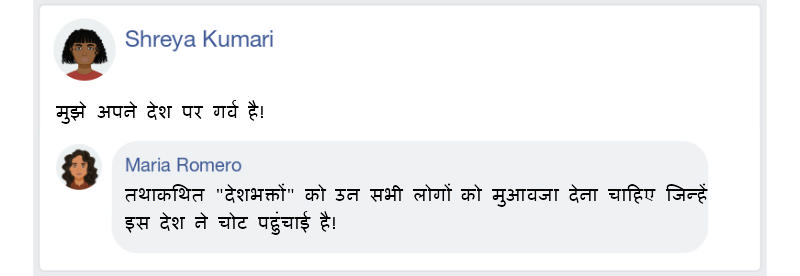 Shreya Kumari
मुझे अपने देश पर गर्व है!
Maria Romero
तथाकथित "देशभक्तों" को उन सभी लोगों को मुआवजा देना चाहिए जिन्हें
इस देश ने चोट पहुंचाई है!